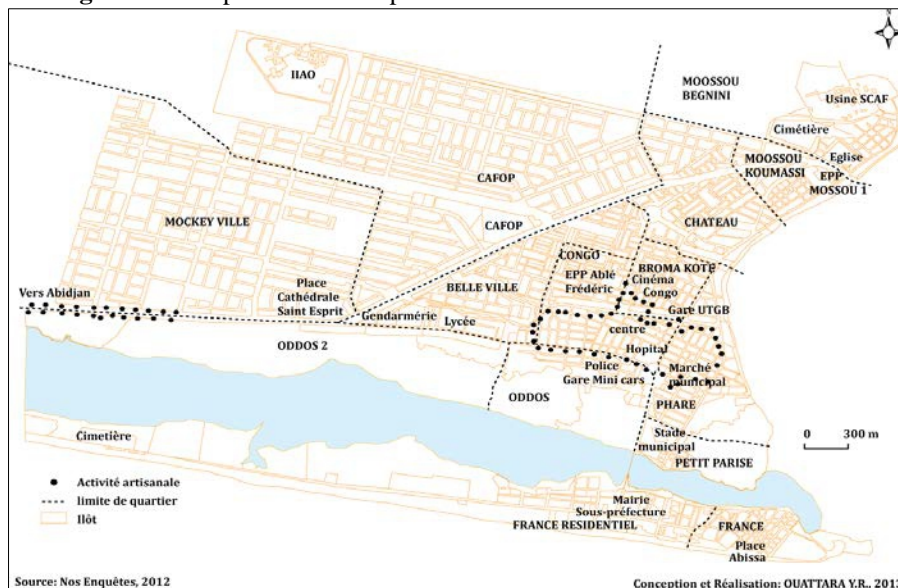 IIAO
MOOSSOU
BEGNINI
Usine SCAF
Cimétière
Eglise
MOOSSOU
KOUMASSI
EPP
MOSSOU 1
CAFOP
MOCKEY VILLE
CHATEAU
CAFOP
CONGO
BROMA KOTE
EPP Ablé
Frédéric
Cinéma
Congo
Place
Cathédrale
Saint Esprit
BELLE VILLE
Vers Abidjan
Gendarmérie
Lycée
Gare UTGB
centre
ODDOS 2
Hopital
Police
Gare Mini cars
Marché
municipal
ODDOS
PHARE
Stade
municipal
0 300 m
Cimetière
PETIT PARISE
Activité artisanale
limite de quartier
Ilôt
Mairie
Sous-préfecture
FRANCE RESIDENTIEL
FRANCE
Place
Abissa
Source: Nos Enquêtes, 2012
Conception et Réalisation: OUATTARA Y.R., 2013